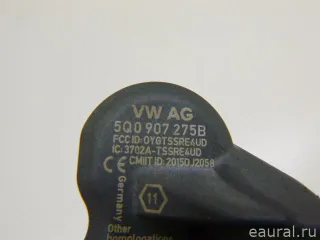 VW AG
5Q0 907 275B
FCC ID: OYGTSSRE4UD
IC: 3702A-TSSRE4UD
CE CMIIT ID: 2015DJ2058
Germany
11
Other
homologations
eaural.ru